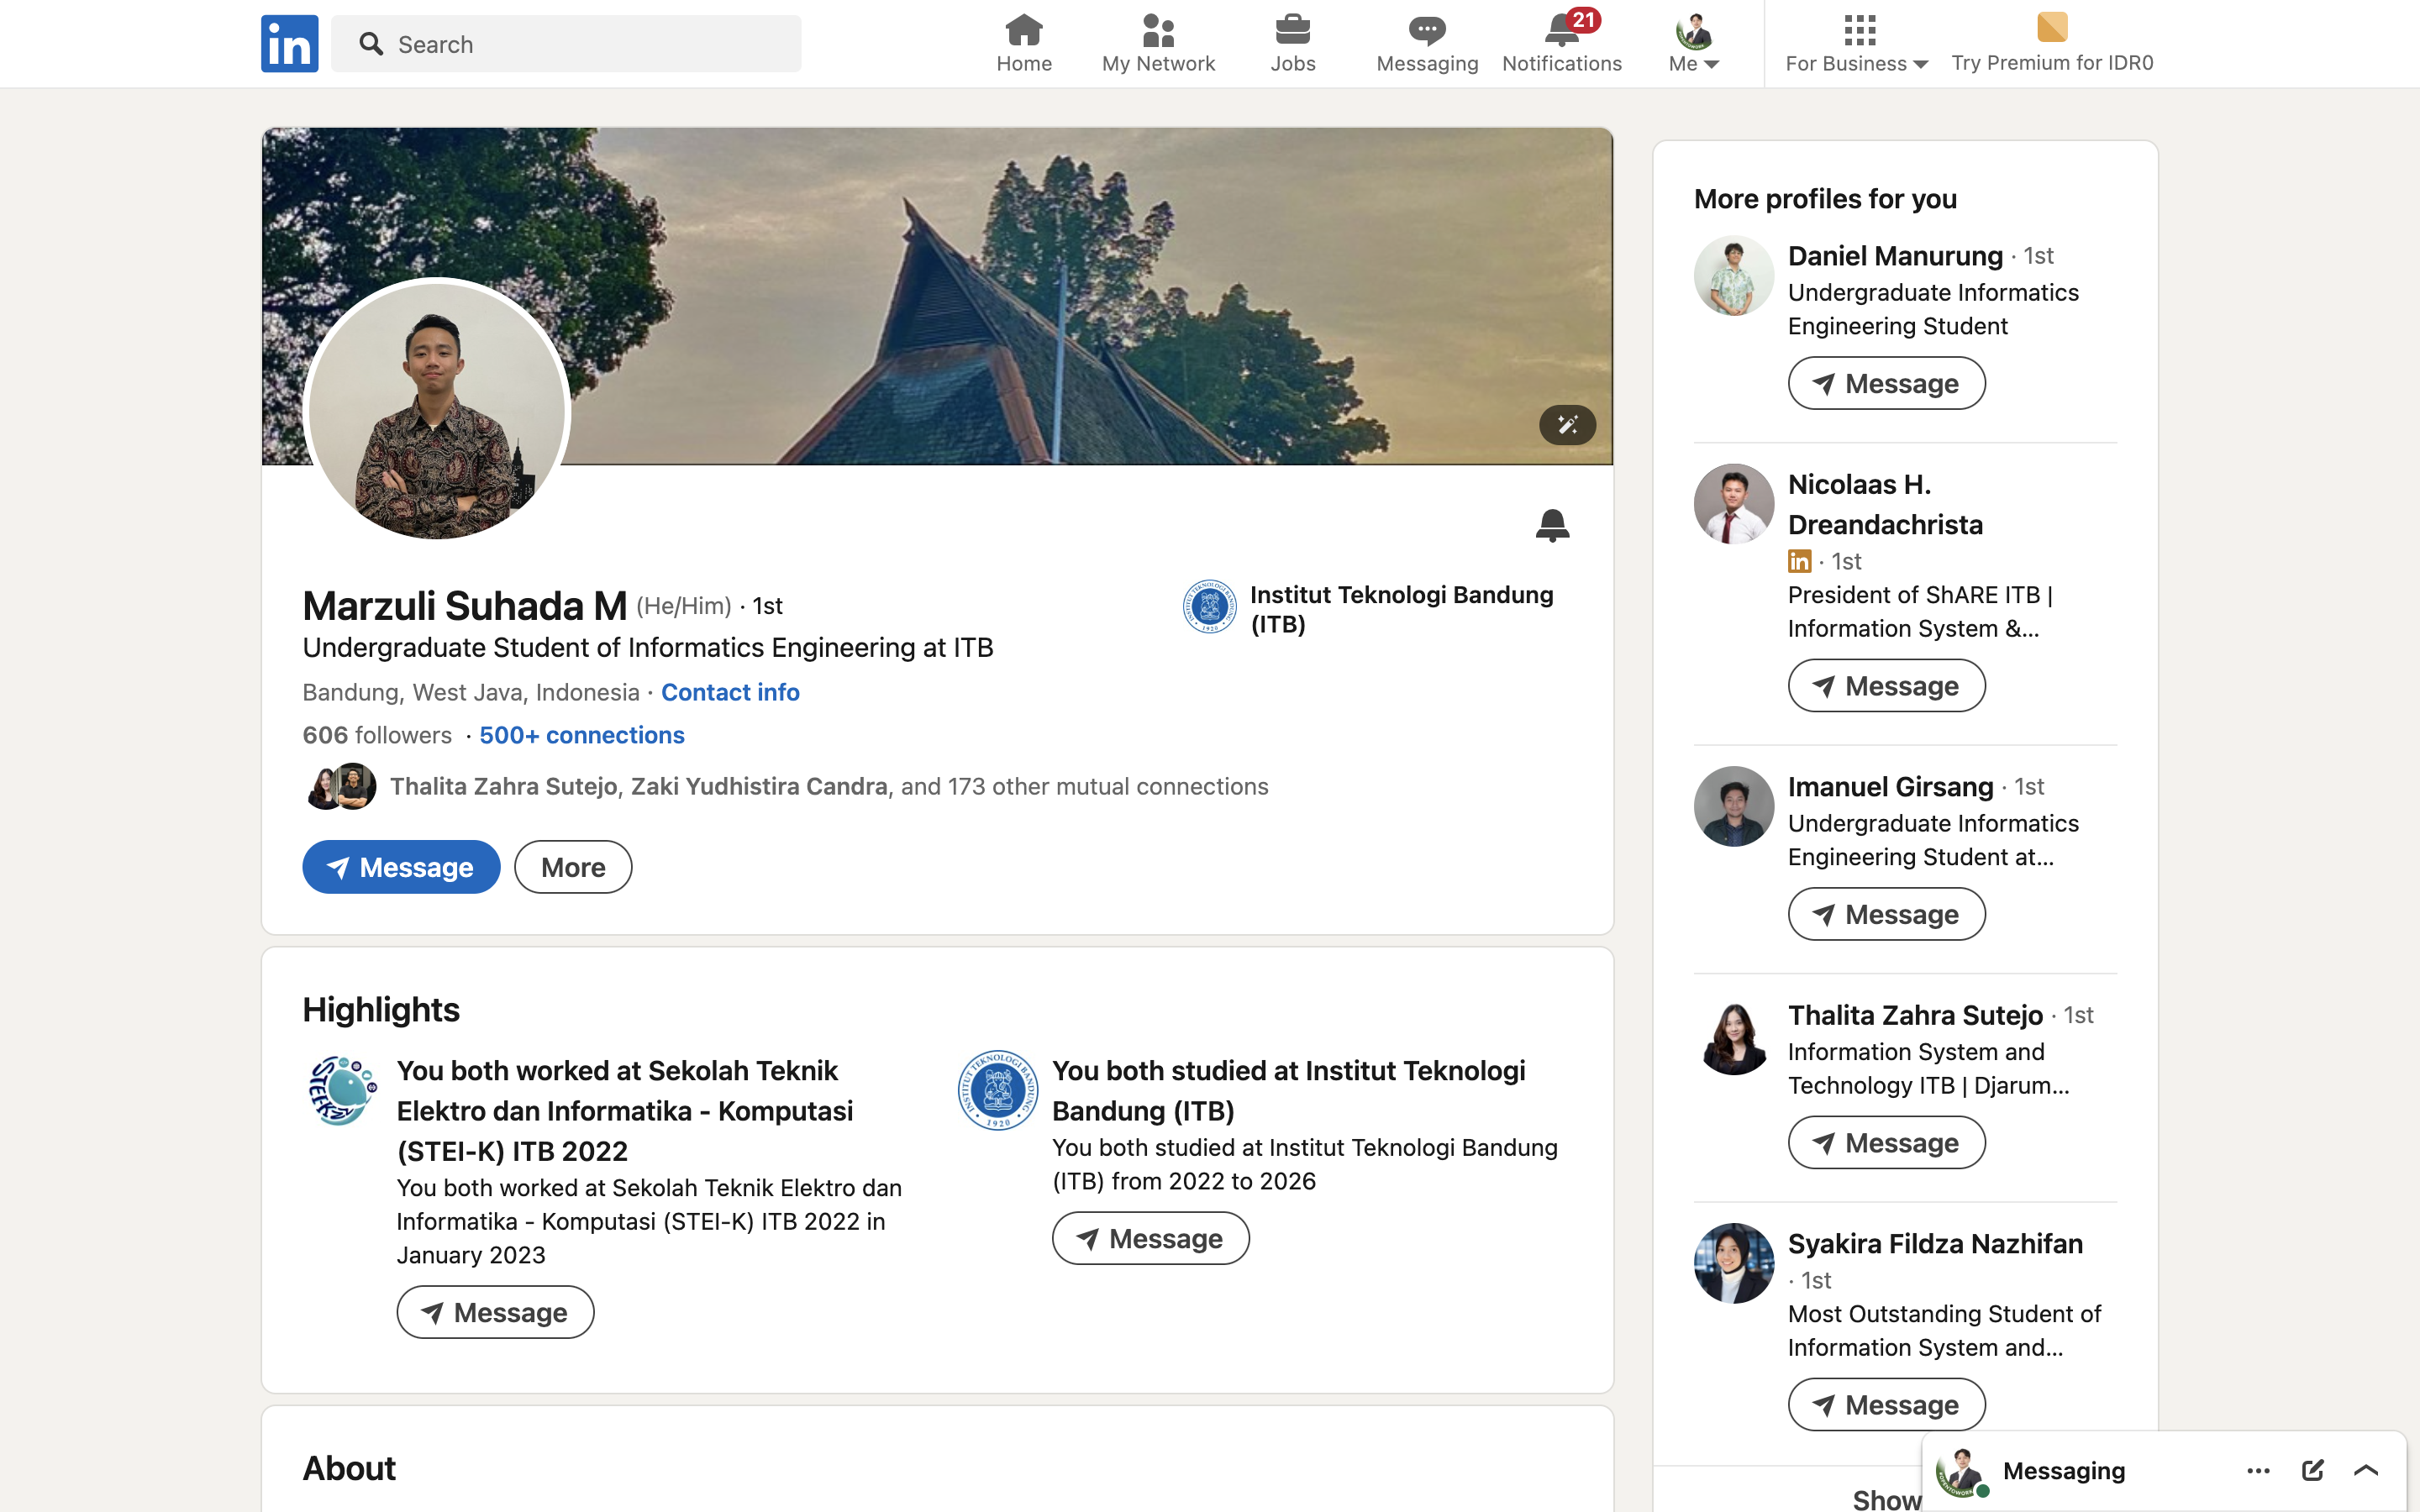 in
Search
Home
My Network
Jobs
Messaging
21
Notifications
Me
For Business
Try Premium for IDR0
Marzuli Suhada M (He/Him) · 1st
Undergraduate Student of Informatics Engineering at ITB
Bandung, West Java, Indonesia · Contact info
606 followers · 500+ connections
Thalita Zahra Sutejo, Zaki Yudhistira Candra, and 173 other mutual connections
Message
More
Institut Teknologi Bandung
(ITB)
Highlights
You both worked at Sekolah Teknik
Elektro dan Informatika - Komputasi
(STEI-K) ITB 2022
You both worked at Sekolah Teknik Elektro dan
Informatika - Komputasi (STEI-K) ITB 2022 in
January 2023
Message
INSTITUT TEKNOLOGI BANDUNG
1920
You both studied at Institut Teknologi
Bandung (ITB)
You both studied at Institut Teknologi Bandung
(ITB) from 2022 to 2026
Message
About
More profiles for you
Daniel Manurung · 1st
Undergraduate Informatics
Engineering Student
Message
Nicolaas H.
Dreandachrista
in · 1st
President of ShARE ITB |
Information System &...
Message
Imanuel Girsang · 1st
Undergraduate Informatics
Engineering Student at...
Message
Thalita Zahra Sutejo · 1st
Information System and
Technology ITB | Djarum...
Message
Syakira Fildza Nazhifan
· 1st
Most Outstanding Student of
Information System and...
Message
Show
Messaging